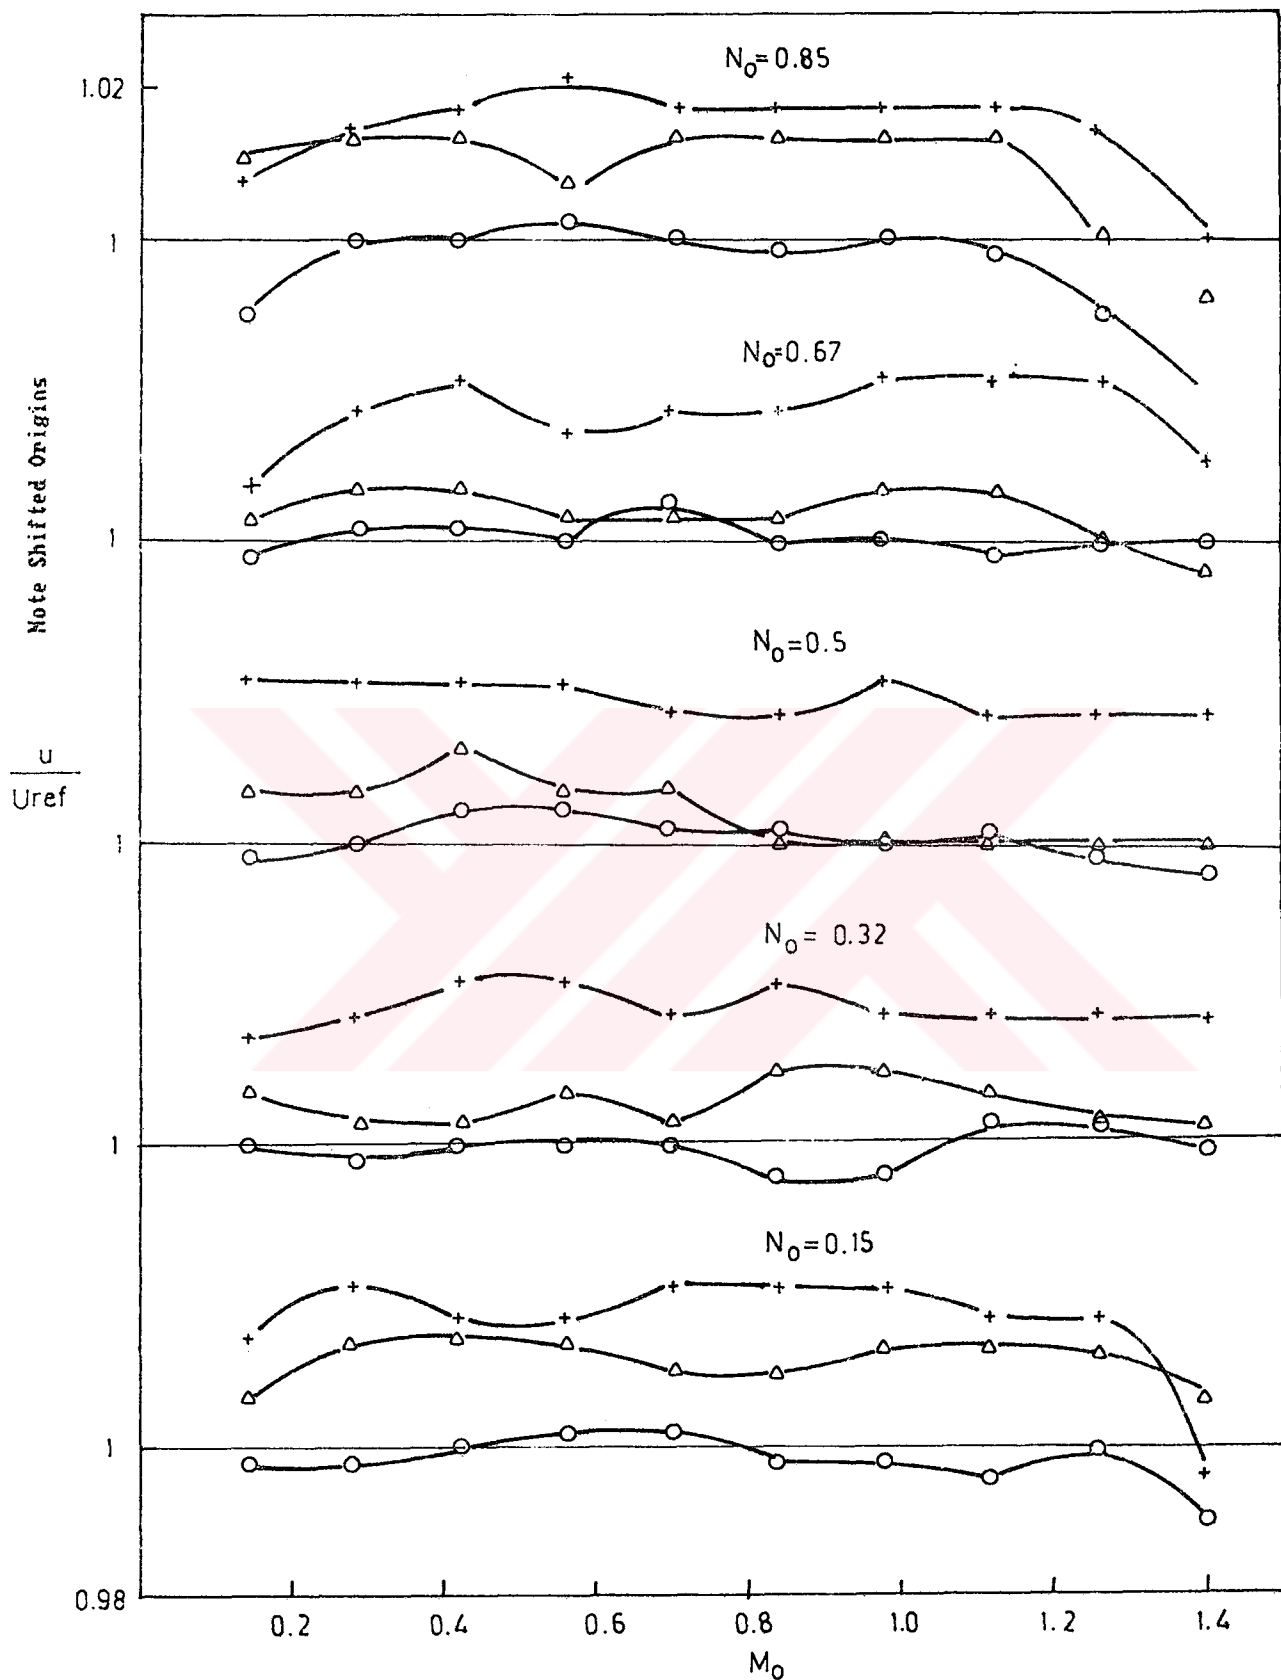 N₀=0.85
1.02
1
N₀=0.67
Note Shifted Origins
1
N₀=0.5
u
Uref
1
N₀= 0.32
1
N₀=0.15
1
0.98
0.2 0.4 0.6 0.8 1.0 1.2 1.4
M₀